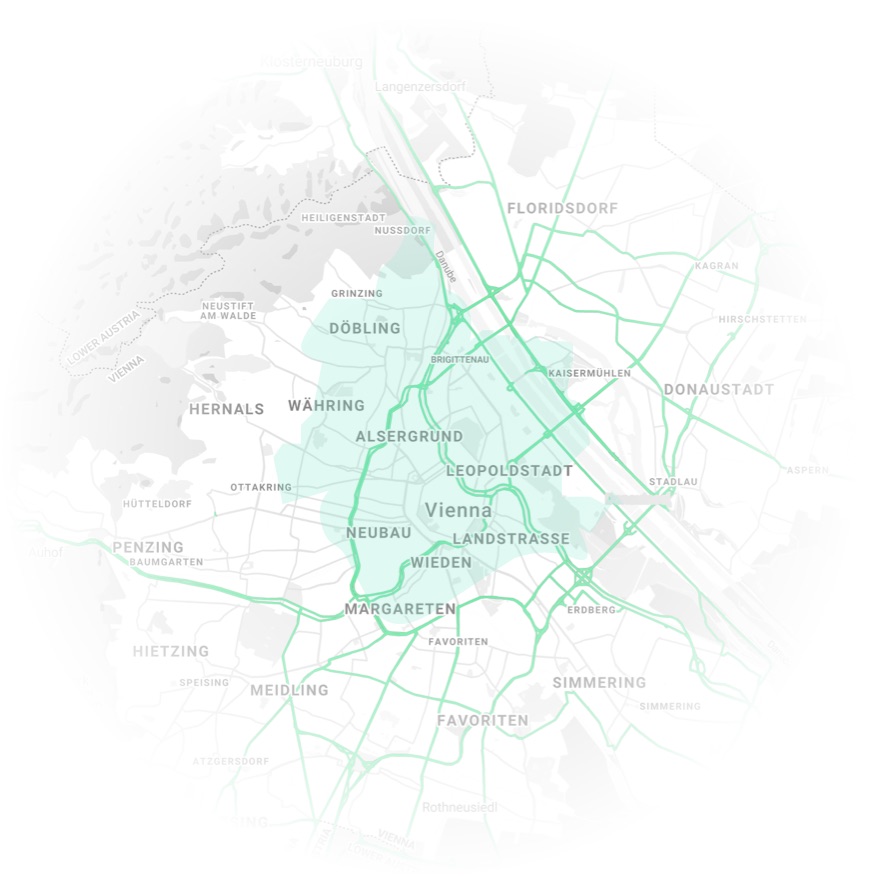 Klosterneuburg
Langenzersdorf
FLORIDSDORF
HEILIGENSTADT
NUSSDORF
Danube
KAGRAN
GRINZING
NEUSTIFT
AM WALDE
LOWER AUSTRIA
VIENNA
DÖBLING
HIRSCHSTETTEN
BRIGITTENAU
KAISERMÜHLEN
DONAUSTADT
HERNALS
WÄHRING
ALSERGRUND
LEOPOLDSTADT
ASPERN
OTTAKRING
STADLAU
HÜTTELDORF
Vienna
NEUBAU
LANDSTRASSE
PENZING
BAUMGARTEN
WIEDEN
MARGARETEN
ERDBERG
FAVORITEN
HIETZING
SPEISING
MEIDLING
SIMMERING
SIMMERING
FAVORITEN
ATZGERSDORF
Rothneusiedl
VIENNA